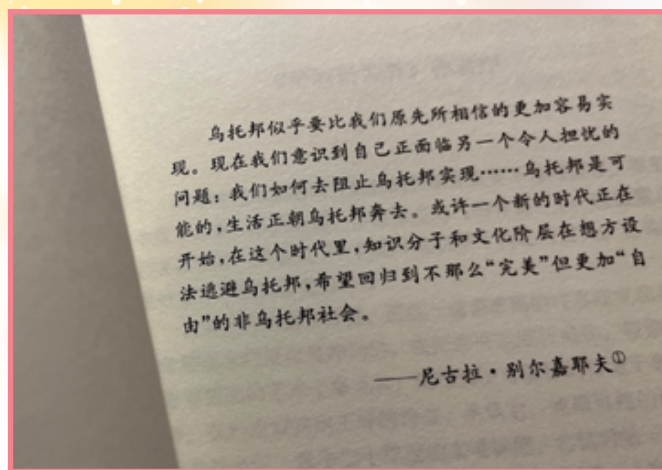 乌托邦似乎要比我们原先所相信的更加容易实
现。现在我们意识到自己正面临另一个令人担忧的
问题：我们如何去阻止乌托邦实现……乌托邦是可
能的，生活正朝乌托邦奔去。或许一个新的时代正在
开始，在这个时代里，知识分子和文化阶层在想方设
法逃避乌托邦，希望回归到不那么“完美”但更加“自
由”的非乌托邦社会。
——尼古拉·别尔嘉耶夫①